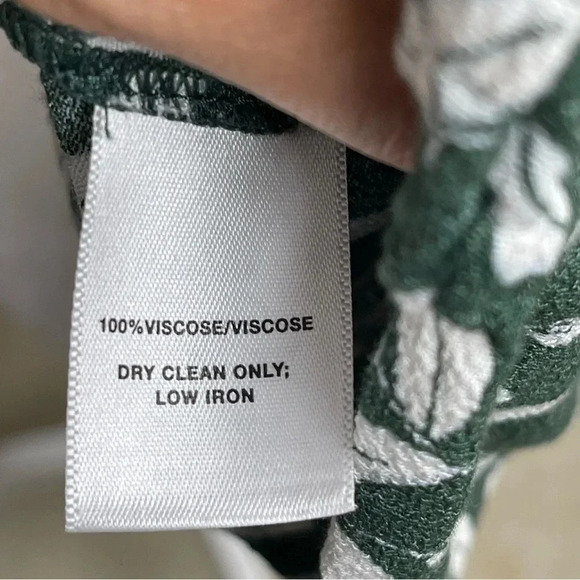 100%VISCOSE/VISCOSE
DRY CLEAN ONLY;
LOW IRON